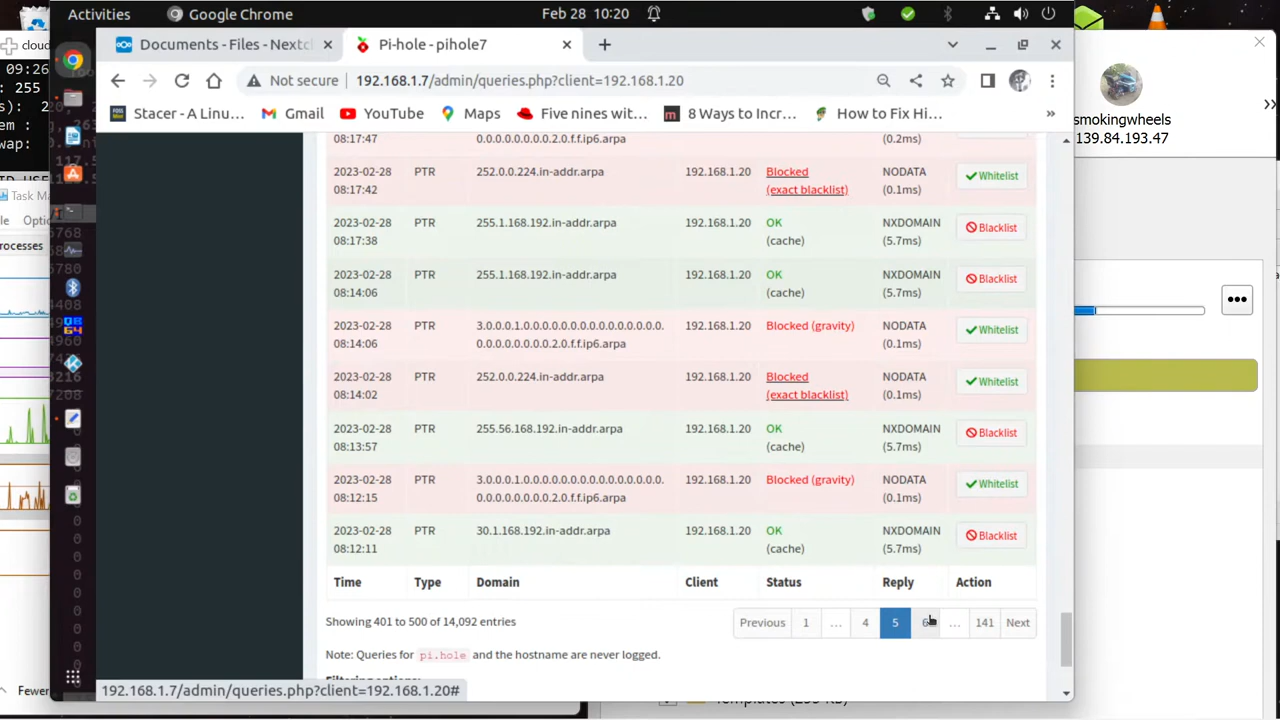 Activities
Google Chrome
Feb 28 10:20
Documents - Files - Nextcl
Pi-hole - pihole7
Not secure
192.168.1.7/admin/queries.php?client=192.168.1.20
Stacer - A Linu...
Gmail
YouTube
Maps
Five nines wit...
8 Ways to Incr...
How to Fix Hi...
08:17:47 0.0.0.0.0.0.0.2.0.f.f.ip6.arpa (0.2ms)
2023-02-28 PTR 252.0.0.224.in-addr.arpa 192.168.1.20 Blocked NODATA Whitelist
08:17:42 (exact blacklist) (0.1ms)
2023-02-28 PTR 255.1.168.192.in-addr.arpa 192.168.1.20 OK NXDOMAIN Blacklist
08:17:38 (cache) (5.7ms)
2023-02-28 PTR 255.1.168.192.in-addr.arpa 192.168.1.20 OK NXDOMAIN Blacklist
08:14:06 (cache) (5.7ms)
2023-02-28 PTR 3.0.0.0.1.0.0.0.0.0.0.0.0.0.0.0.0.0. 192.168.1.20 Blocked (gravity) NODATA Whitelist
08:14:06 0.0.0.0.0.0.0.2.0.f.f.ip6.arpa (0.1ms)
2023-02-28 PTR 252.0.0.224.in-addr.arpa 192.168.1.20 Blocked NODATA Whitelist
08:14:02 (exact blacklist) (0.1ms)
2023-02-28 PTR 255.56.168.192.in-addr.arpa 192.168.1.20 OK NXDOMAIN Blacklist
08:13:57 (cache) (5.7ms)
2023-02-28 PTR 3.0.0.0.1.0.0.0.0.0.0.0.0.0.0.0.0.0. 192.168.1.20 Blocked (gravity) NODATA Whitelist
08:12:15 0.0.0.0.0.0.0.2.0.f.f.ip6.arpa (0.1ms)
2023-02-28 PTR 30.1.168.192.in-addr.arpa 192.168.1.20 OK NXDOMAIN Blacklist
08:12:11 (cache) (5.7ms)
Time Type Domain Client Status Reply Action
Showing 401 to 500 of 14,092 entries
Previous 1 ... 4 5 6 ... 141 Next
Note: Queries for pi.hole and the hostname are never logged.
192.168.1.7/admin/queries.php?client=192.168.1.20#
smokingwheels
139.84.193.47
cloud
09:26
: 255
Task M
Optio
rocesses
Fewer